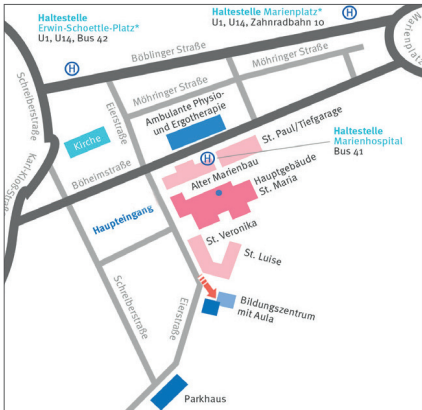 Haltestelle
Erwin-Schoettle-Platz*
U1, U14, Bus 42
H
Haltestelle Marienplatz*
U1, U14, Zahnradbahn 10
H
Marienplatz
Böblinger Straße
Möhringer Straße
Möhringer Straße
Schreiberstraße
Eierstraße
Ambulante Physio-
und Ergotherapie
Kirche
Karl-Kloß-Straße
Böheimstraße
H
St. Paul/Tiefgarage
Haltestelle
Marienhospital
Bus 41
Alter Marienbau
Hauptgebäude
St. Maria
Haupteingang
St. Veronika
St. Luise
Schreiberstraße
Eierstraße
Bildungszentrum
mit Aula
Parkhaus